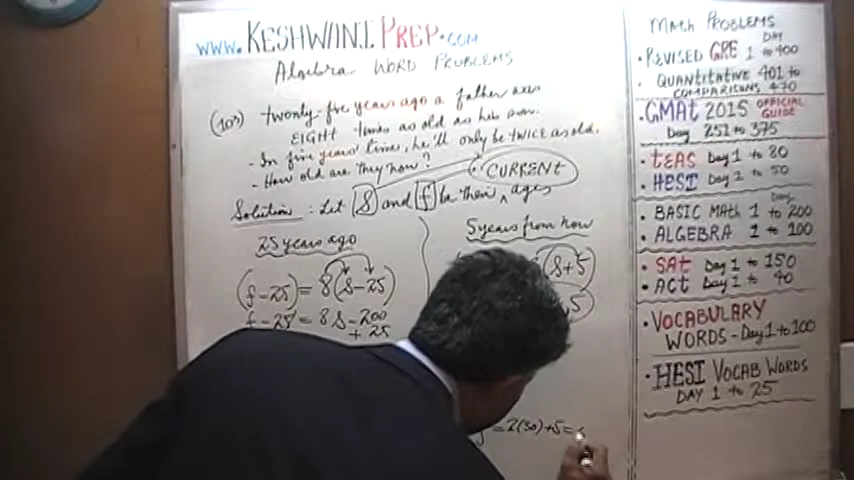 www.KESHWANI PREP.COM
Algebra WORD PROBLEMS
(103) twenty-five years ago a father was
EIGHT times as old as his son.
- In five years' time, he'll only be TWICE as old.
- How old are they now?
CURRENT
Solution: Let S and f be their ^ ages
25 years ago
(f-25) = 8(S-25)
f-25 = 8S-200
+25
5 years from now
(S+5)
= 2(30)+5=
MATH PROBLEMS
DAY
• REVISED GRE 1 to 400
• QUANTITATIVE 401 to
COMPARISONS 470
• GMAt 2015 OFFICIAL GUIDE
Day 251 to 375
• tEAS Day 1 to 80
• HESI Day 1 to 50
Day
• BASIC MAth 1 to 200
• ALGEBRA 1 to 100
• SAt Day 1 to 150
• ACt Day 1 to 40
• VOCABULARY
WORDS - Day 1 to 100
• HESI VOCAB WORDS
DAY 1 to 25